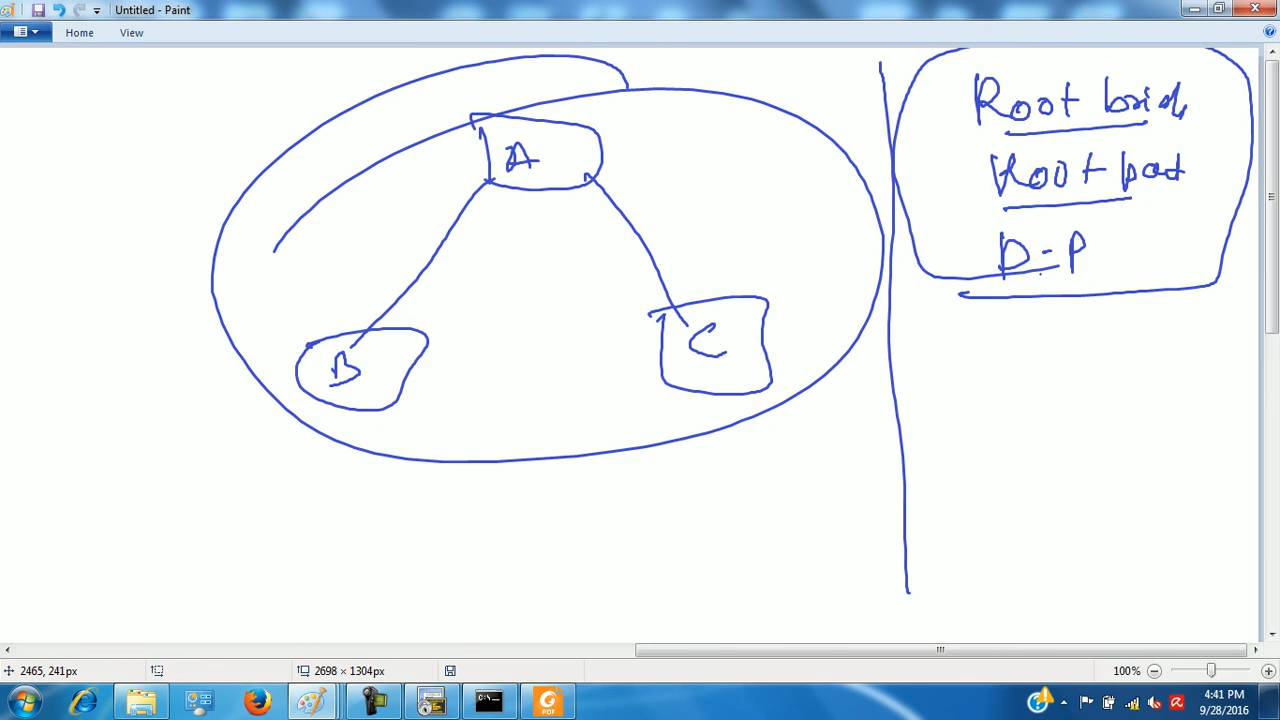 Untitled - Paint
Home View
A
B
C
Root brid
Root port
D-P
2465, 241px
2698 × 1304px
100%
PDF
4:41 PM
9/28/2016